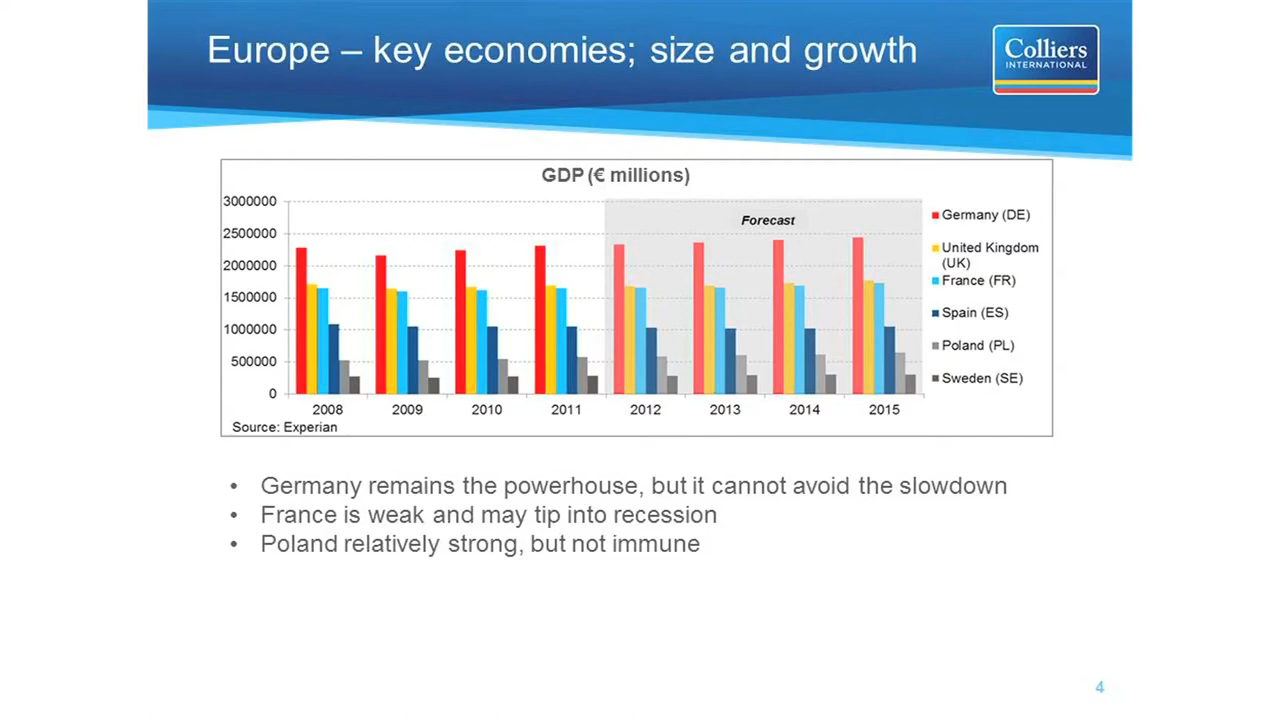 Europe – key economies; size and growth
Colliers
INTERNATIONAL
GDP (€ millions)
3000000
2500000
2000000
1500000
1000000
500000
0
Forecast
2008 2009 2010 2011 2012 2013 2014 2015
Source: Experian
Germany (DE)
United Kingdom
(UK)
France (FR)
Spain (ES)
Poland (PL)
Sweden (SE)
• Germany remains the powerhouse, but it cannot avoid the slowdown
• France is weak and may tip into recession
• Poland relatively strong, but not immune
4